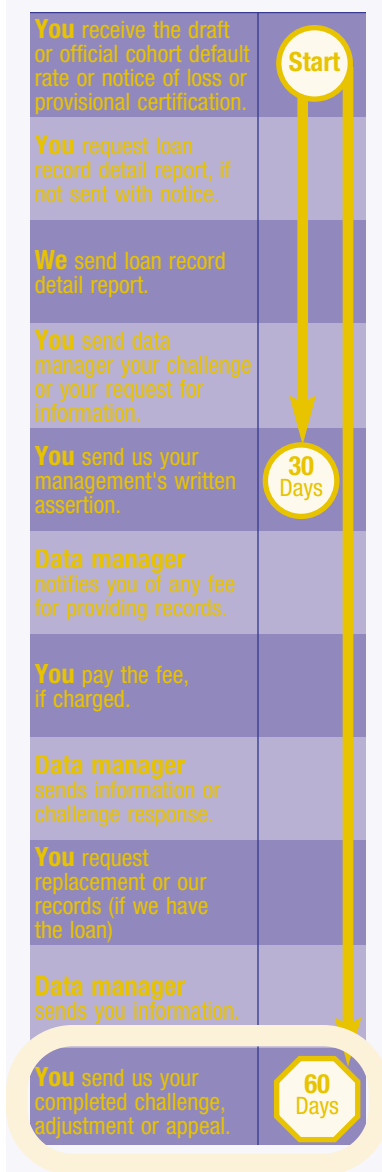 You receive the draft
or official cohort default
rate or notice of loss or
provisional certification.
Start
You request loan
record detail report, if
not sent with notice.
We send loan record
detail report.
You send data
manager your challenge
or your request for
information.
You send us your
management's written
assertion.
30
Days
Data manager
notifies you of any fee
for providing records.
You pay the fee,
if charged.
Data manager
sends information or
challenge response.
You request
replacement or our
records (if we have
the loan)
Data manager
sends you information.
You send us your
completed challenge,
adjustment or appeal.
60
Days